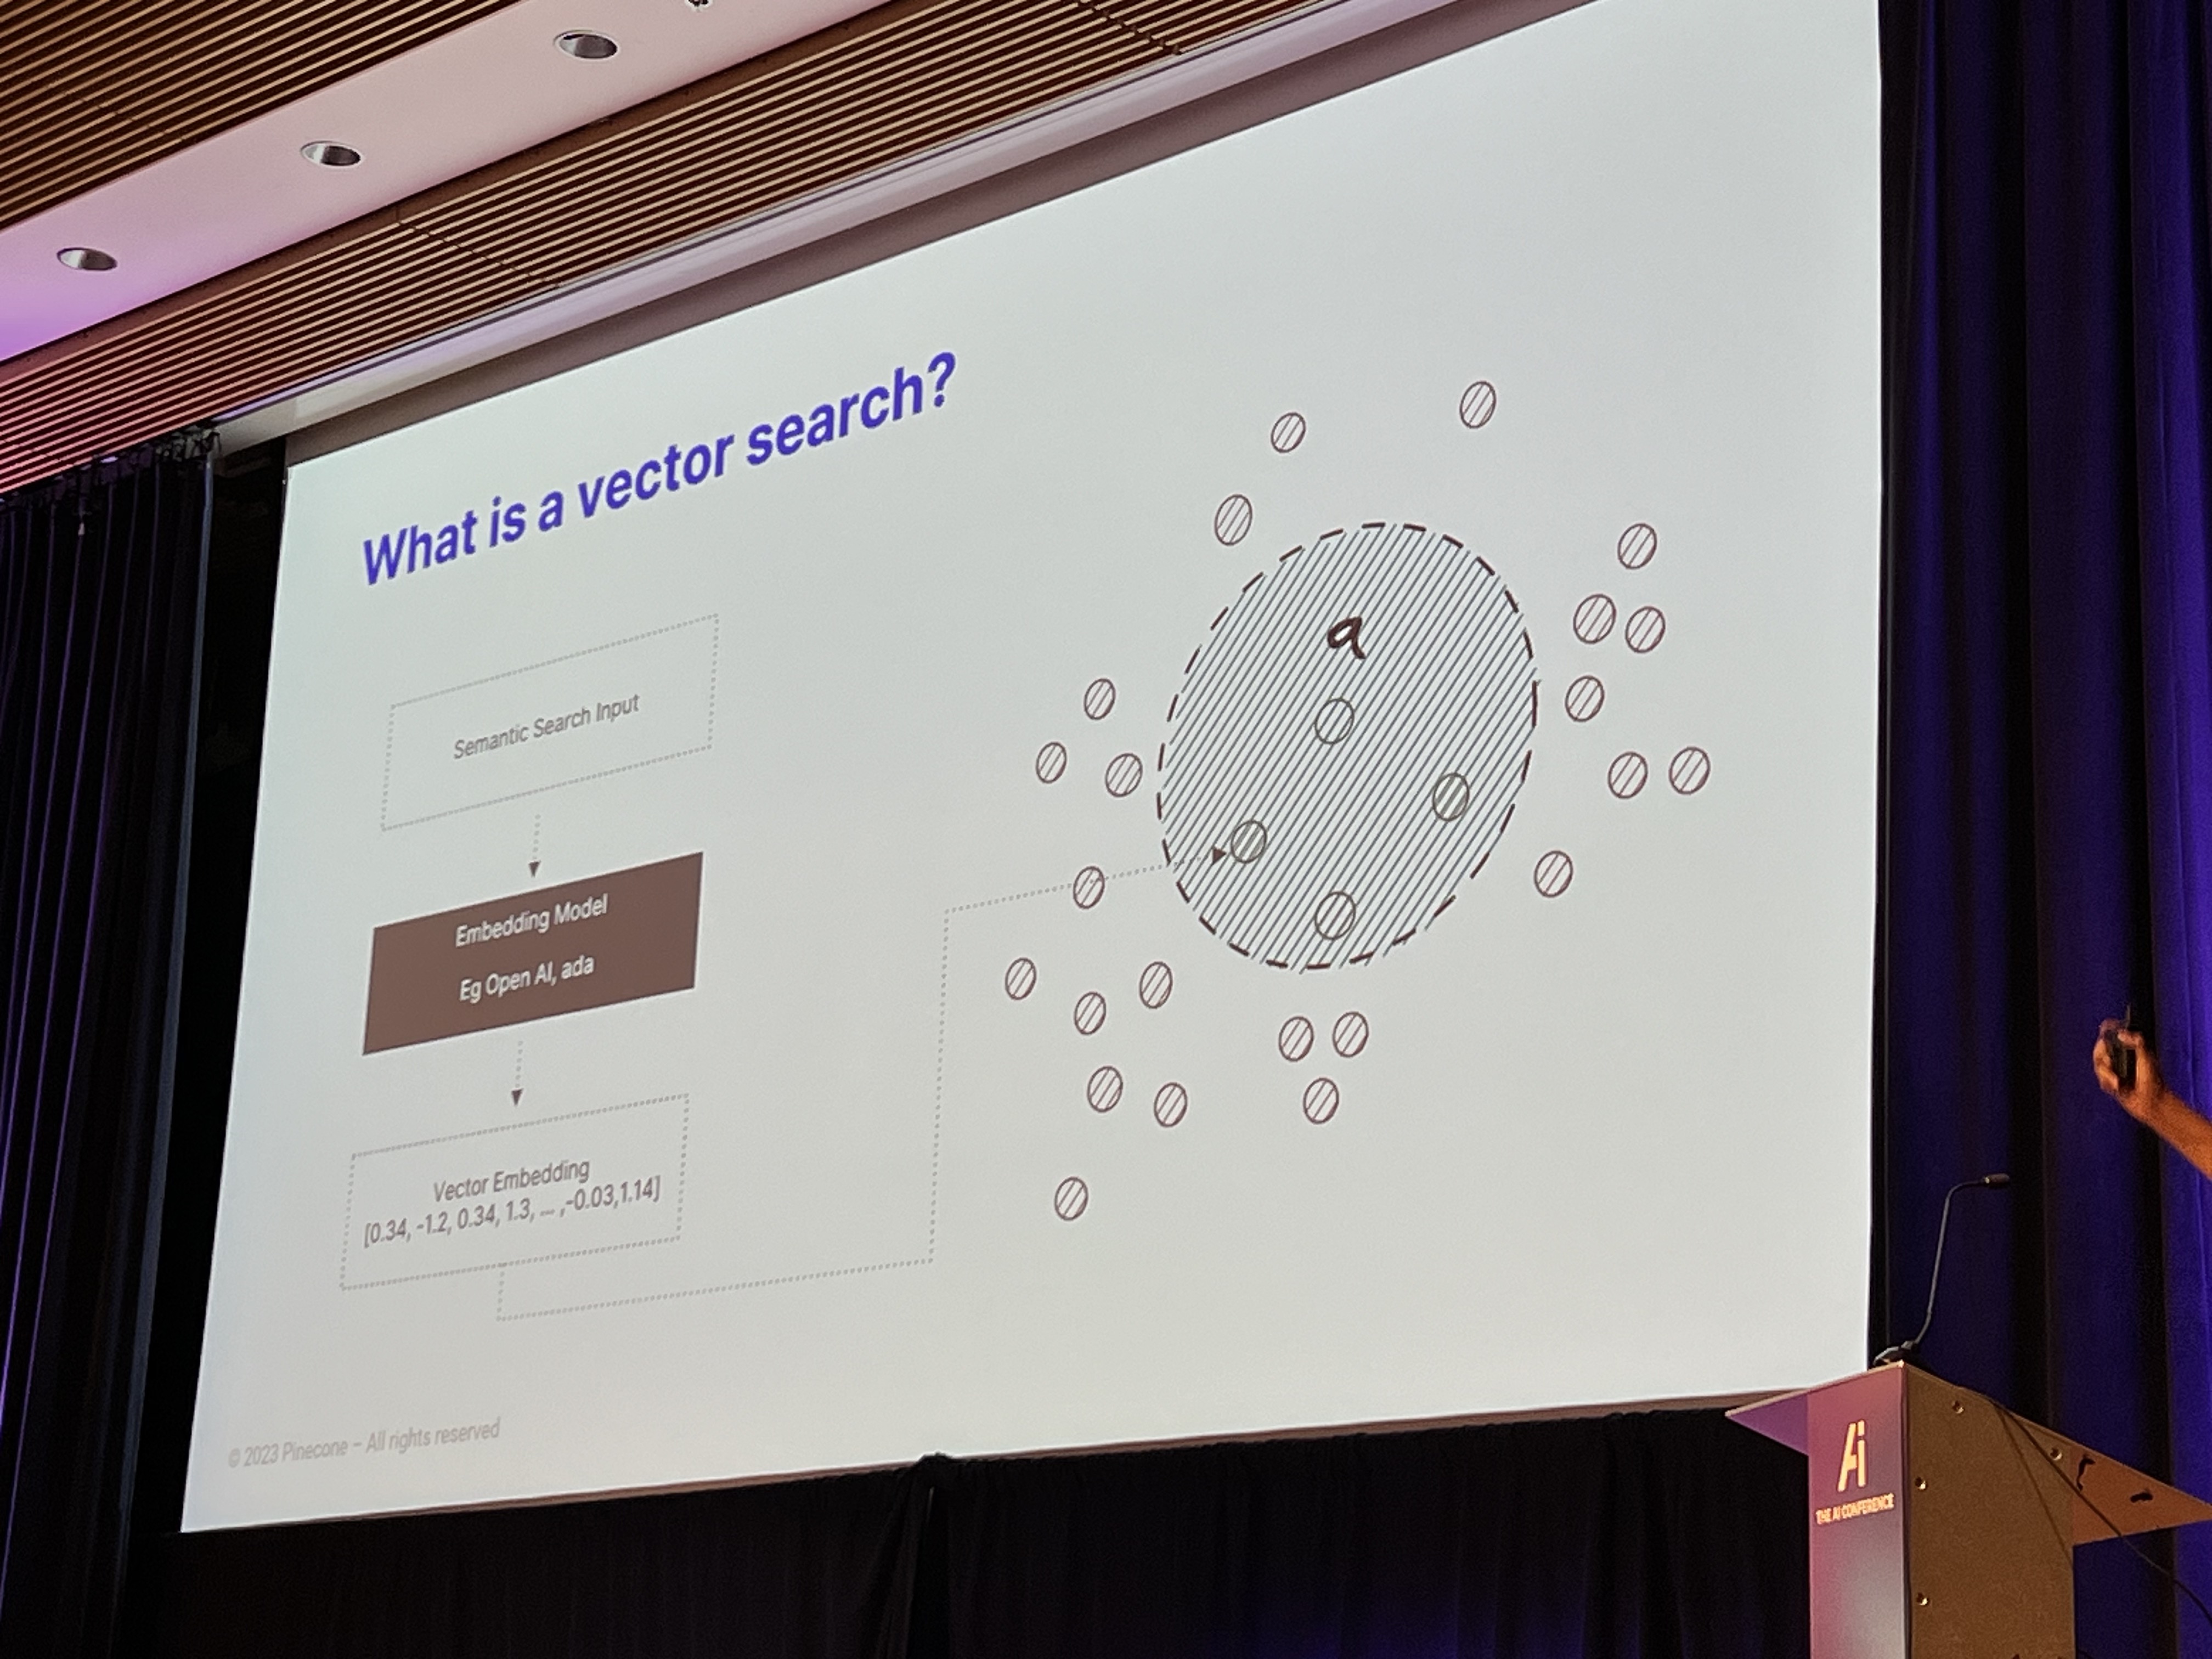 What is a vector search?
Semantic Search Input
Embedding Model
Eg Open AI, ada
Vector Embedding
[0.34, -1.2, 0.34, 1.3, ... ,-0.03,1.14]
a
© 2023 Pinecone – All rights reserved
Ai
THE AI CONFERENCE